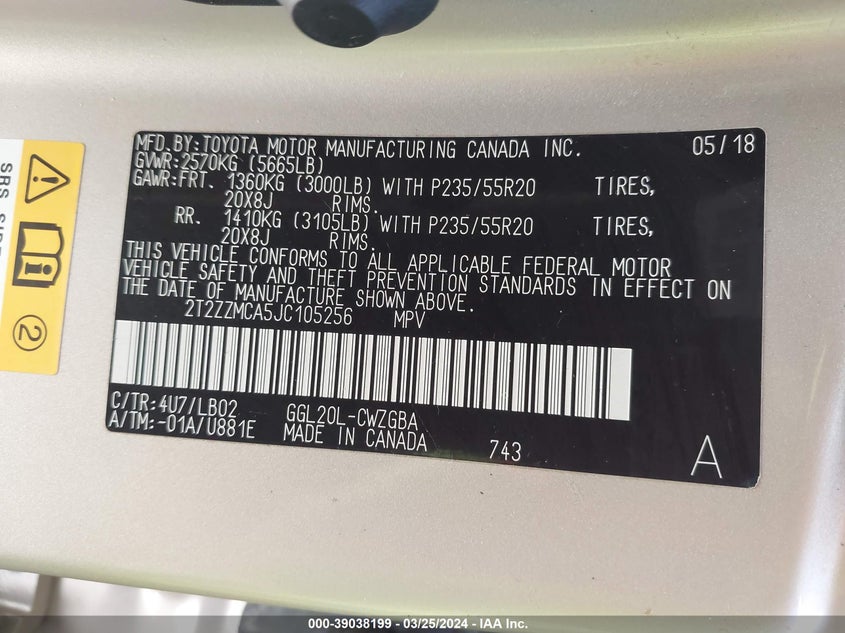 MFD.BY:TOYOTA MOTOR MANUFACTURING CANADA INC. 05/18
GVWR:2570KG (5665LB)
GAWR:FRT. 1360KG (3000LB) WITH P235/55R20 TIRES,
20X8J RIMS.
RR. 1410KG (3105LB) WITH P235/55R20 TIRES,
20X8J RIMS.
THIS VEHICLE CONFORMS TO ALL APPLICABLE FEDERAL MOTOR
VEHICLE SAFETY AND THEFT PREVENTION STANDARDS IN EFFECT ON
THE DATE OF MANUFACTURE SHOWN ABOVE.
2T2ZZMCA5JC105256 MPV
C/TR:4U7/LB02 GGL20L-CWZGBA
A/TM:-01A/U881E MADE IN CANADA 743 A
SRS
2
000-39038199 - 03/25/2024 - IAA Inc.